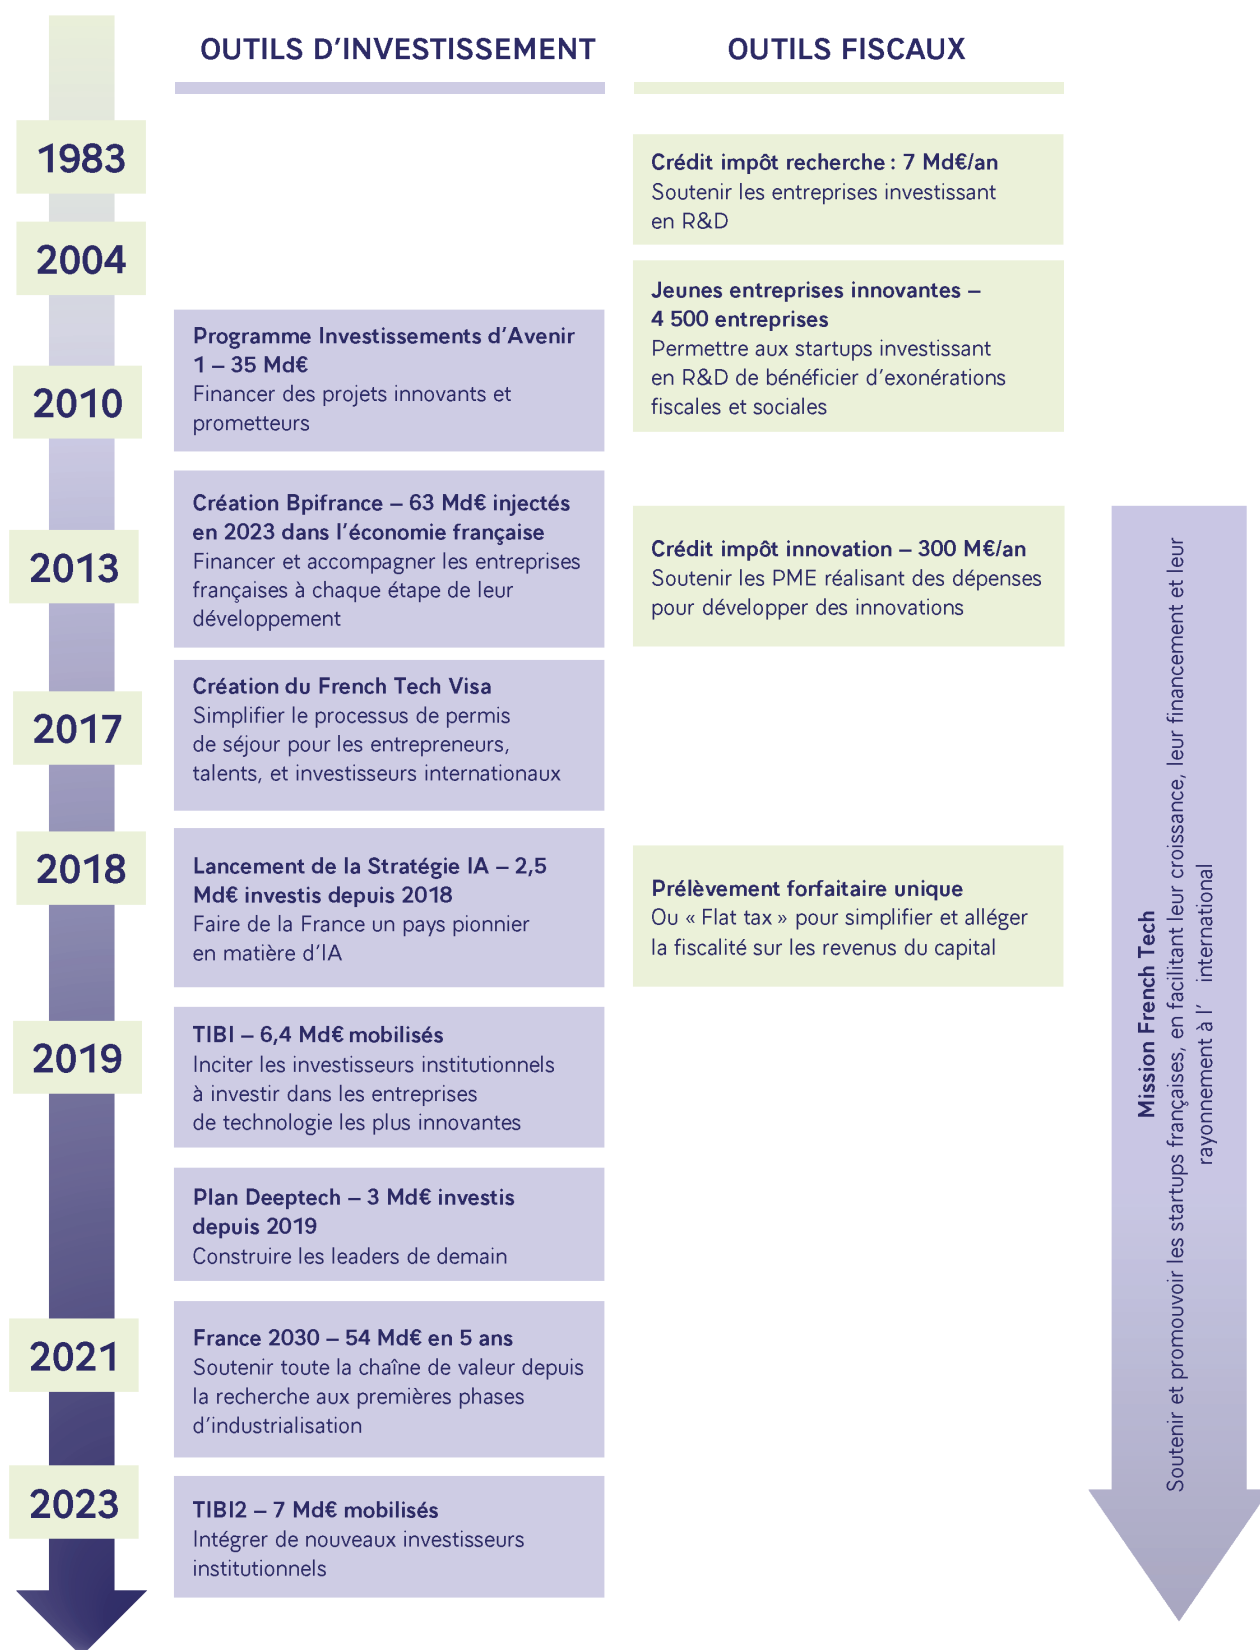 OUTILS D’INVESTISSEMENT
OUTILS FISCAUX
1983
Crédit impôt recherche : 7 Md€/an
Soutenir les entreprises investissant
en R&D
2004
Jeunes entreprises innovantes –
4 500 entreprises
Permettre aux startups investissant
en R&D de bénéficier d’exonérations
fiscales et sociales
2010
Programme Investissements d’Avenir
1 – 35 Md€
Financer des projets innovants et
prometteurs
2013
Création Bpifrance – 63 Md€ injectés
en 2023 dans l’économie française
Financer et accompagner les entreprises
françaises à chaque étape de leur
développement
Crédit impôt innovation – 300 M€/an
Soutenir les PME réalisant des dépenses
pour développer des innovations
2017
Création du French Tech Visa
Simplifier le processus de permis
de séjour pour les entrepreneurs,
talents, et investisseurs internationaux
2018
Lancement de la Stratégie IA – 2,5
Md€ investis depuis 2018
Faire de la France un pays pionnier
en matière d’IA
Prélèvement forfaitaire unique
Ou « Flat tax » pour simplifier et alléger
la fiscalité sur les revenus du capital
2019
TIBI – 6,4 Md€ mobilisés
Inciter les investisseurs institutionnels
à investir dans les entreprises
de technologie les plus innovantes
Plan Deeptech – 3 Md€ investis
depuis 2019
Construire les leaders de demain
2021
France 2030 – 54 Md€ en 5 ans
Soutenir toute la chaîne de valeur depuis
la recherche aux premières phases
d’industrialisation
2023
TIBI2 – 7 Md€ mobilisés
Intégrer de nouveaux investisseurs
institutionnels
Mission French Tech
Soutenir et promouvoir les startups françaises, en facilitant leur croissance, leur financement et leur
rayonnement à l’ international